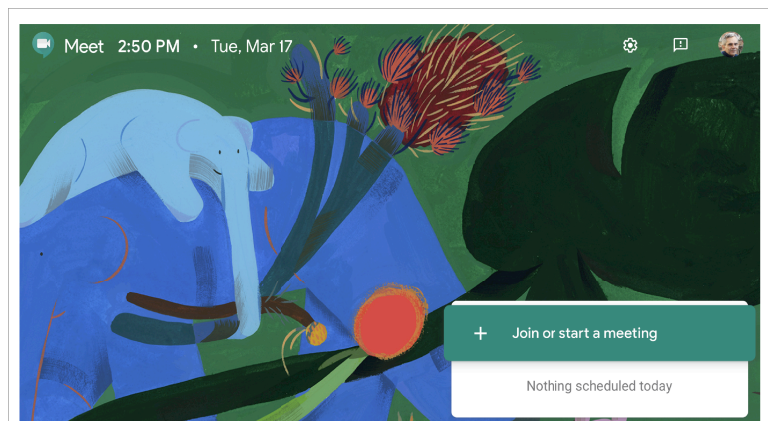 Meet 2:50 PM • Tue, Mar 17
Join or start a meeting
Nothing scheduled today